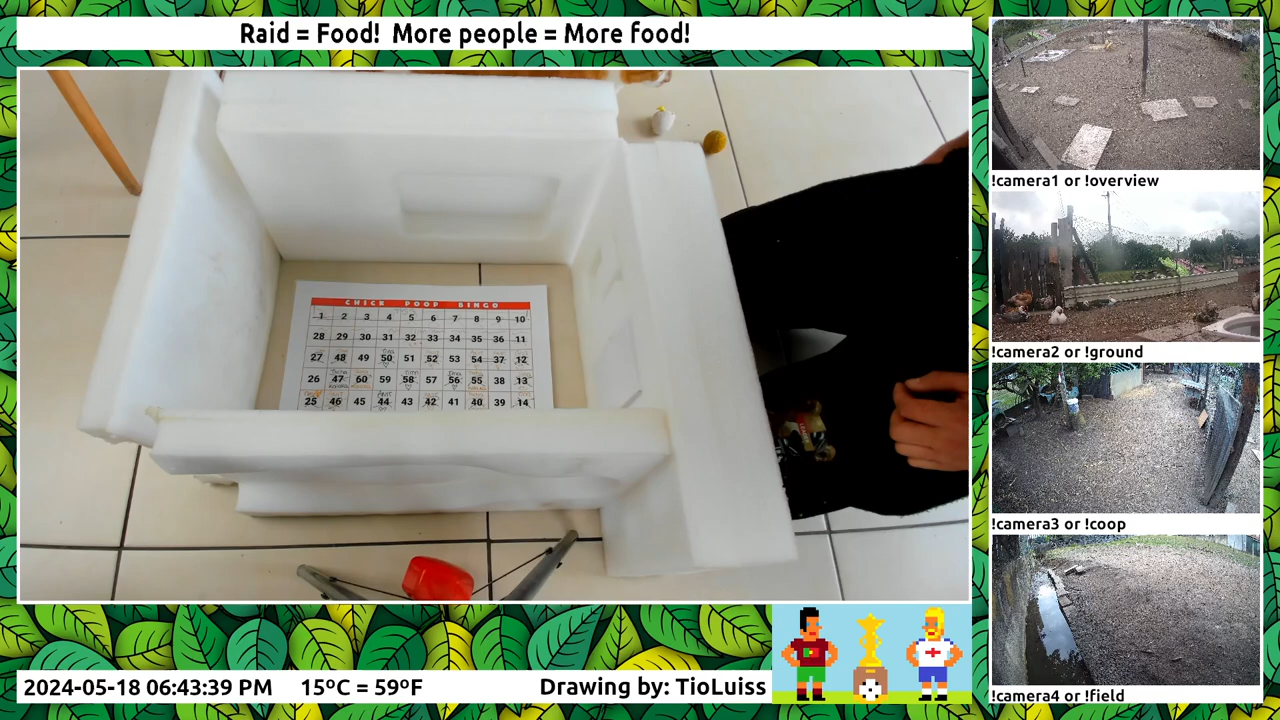 Raid = Food!  More people = More food!
CHICK POOP BINGO
1 2 3 4 5 6 7 8 9 10
28 29 30 31 32 33 34 35 36 11
27 48 49 50 51 52 53 54 37 12
26 47 60 59 58 57 56 55 38 13
25 46 45 44 43 42 41 40 39 14
!camera1 or !overview
!camera2 or !ground
!camera3 or !coop
!camera4 or !field
2024-05-18 06:43:39 PM
15ºC = 59ºF
Drawing by: TioLuiss